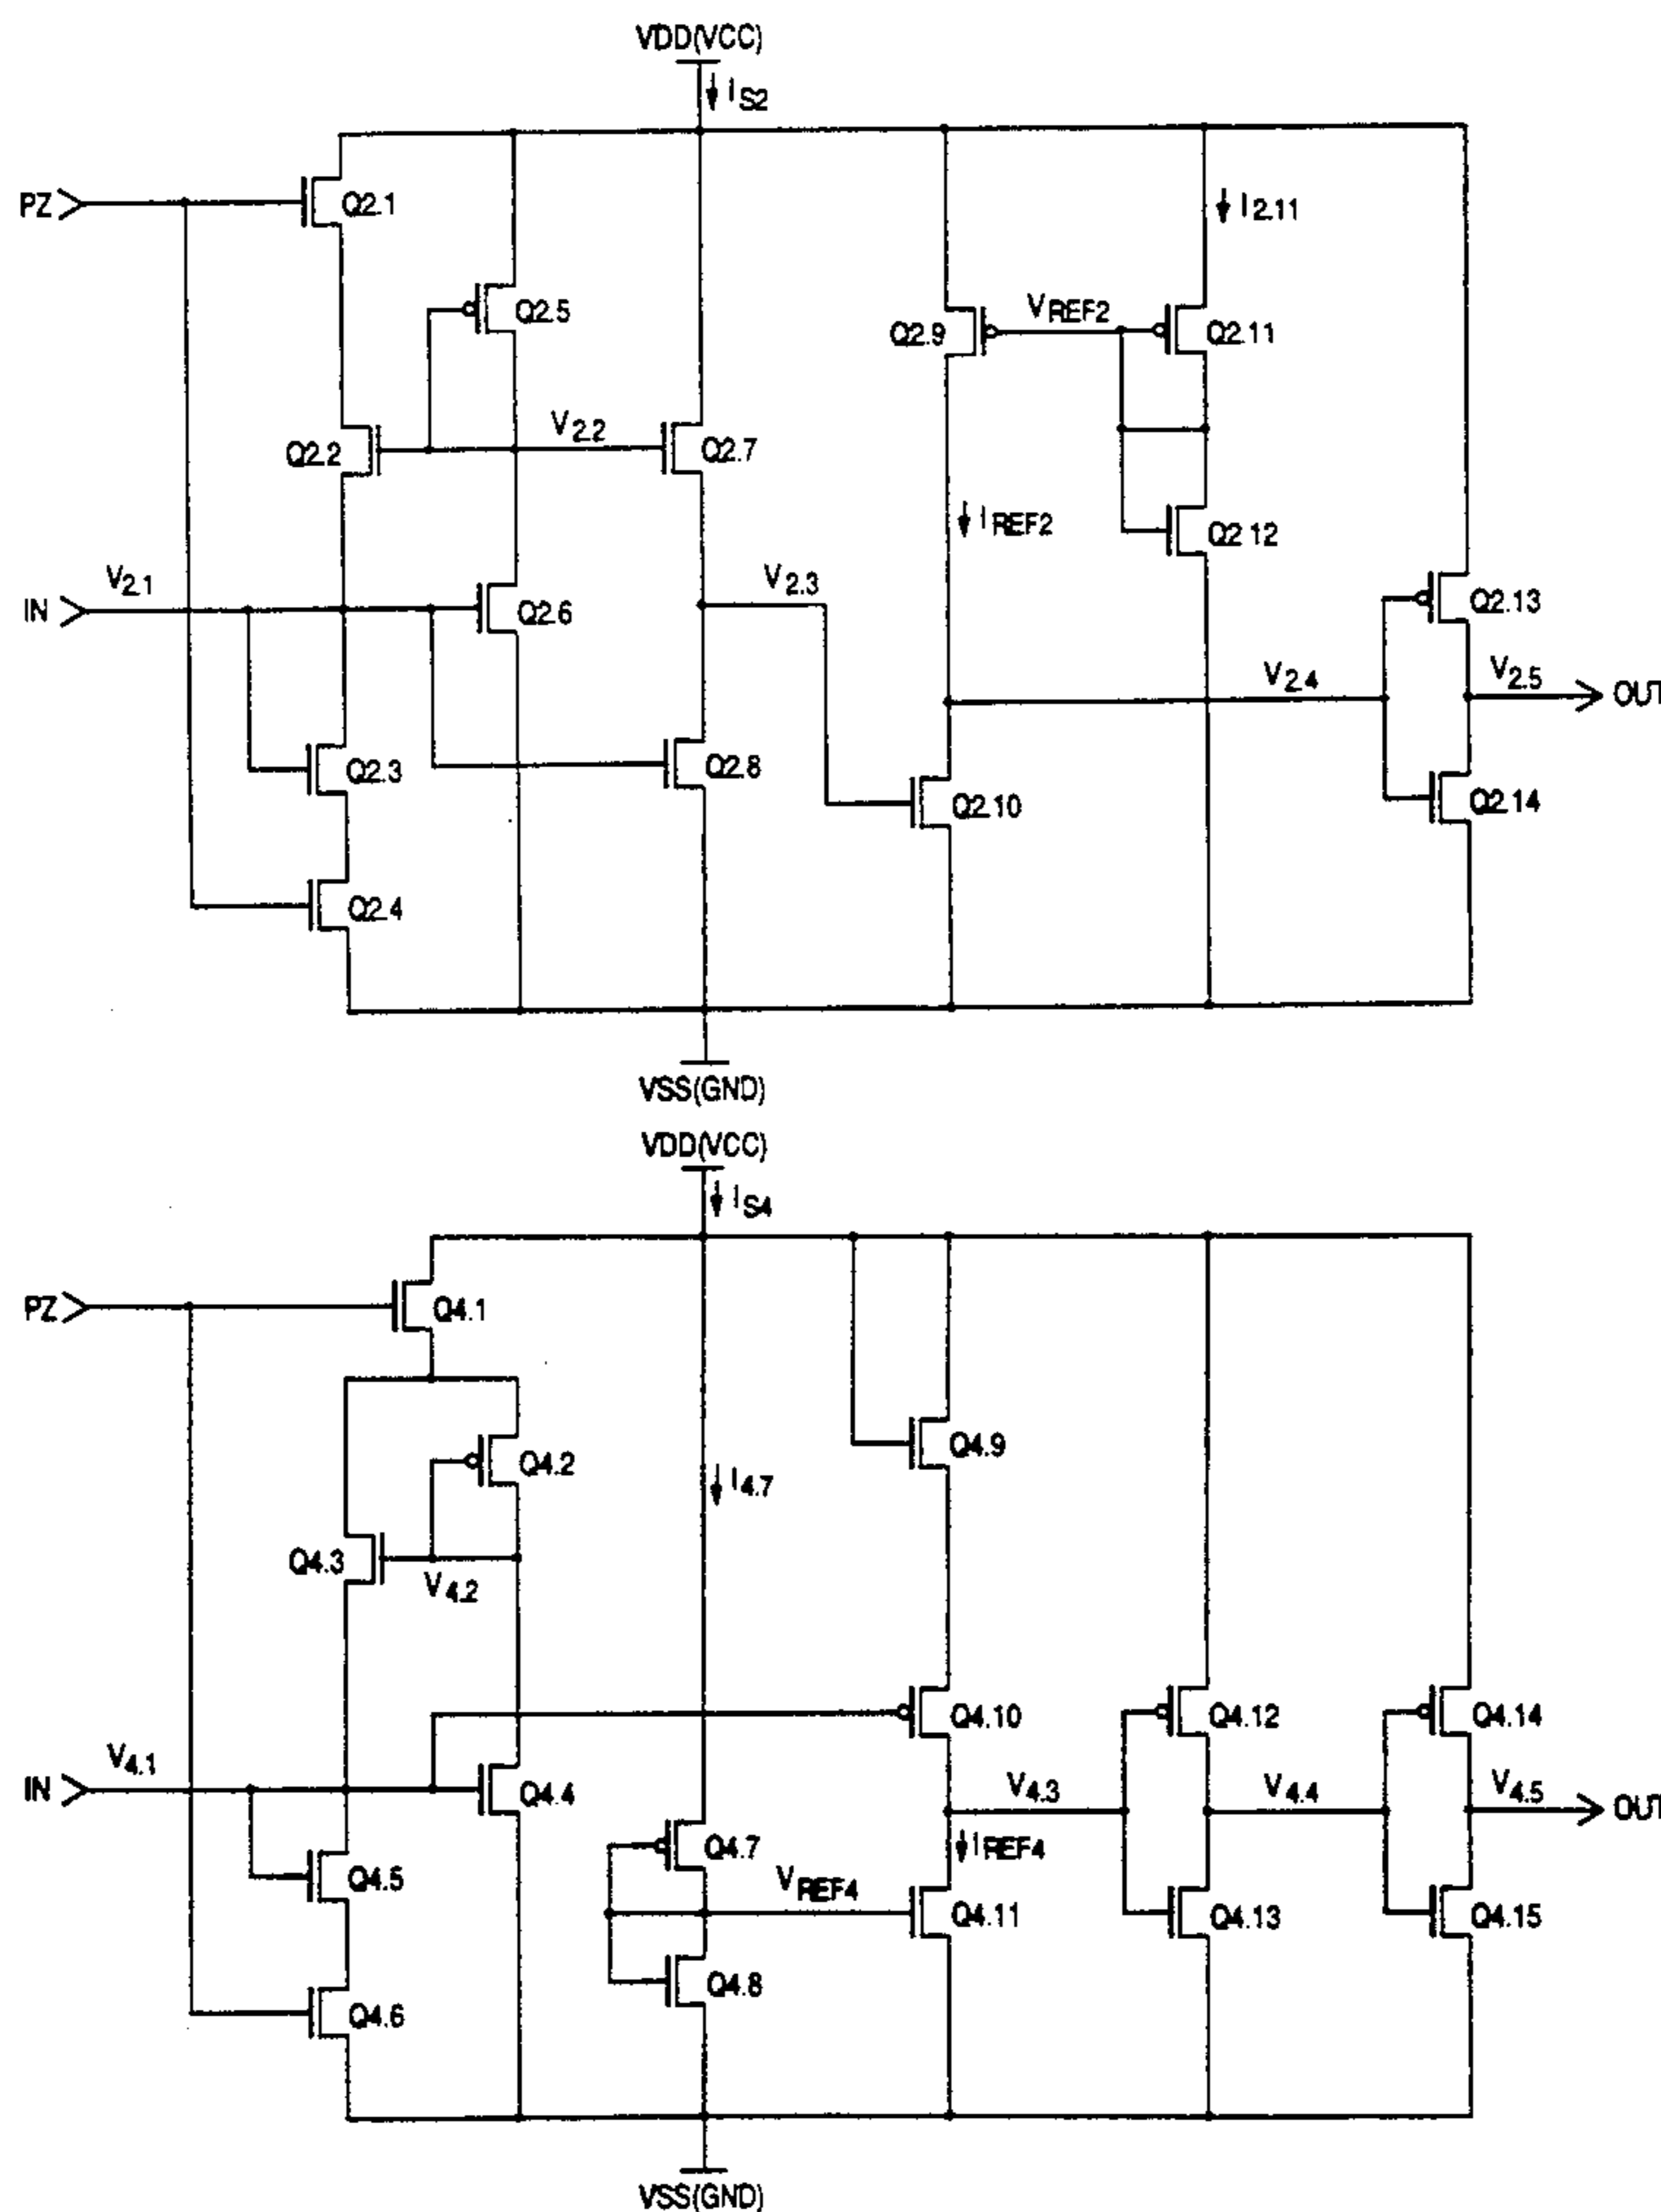 VDD(VCC)
IS2
PZ
Q2.1
I2.11
Q2.5
VREF2
Q2.9
Q2.11
V2.2
Q2.2
Q2.7
IREF2
Q2.12
V2.1
V2.3
IN
Q2.6
Q2.13
V2.4
V2.5
OUT
Q2.3
Q2.8
Q2.10
Q2.14
Q2.4
VSS(GND)
VDD(VCC)
IS4
PZ
Q4.1
Q4.9
Q4.2
I4.7
Q4.3
V4.2
Q4.10
Q4.12
Q4.14
V4.1
IN
Q4.4
V4.3
V4.4
V4.5
OUT
Q4.7
IREF4
Q4.5
VREF4
Q4.11
Q4.13
Q4.15
Q4.8
Q4.6
VSS(GND)